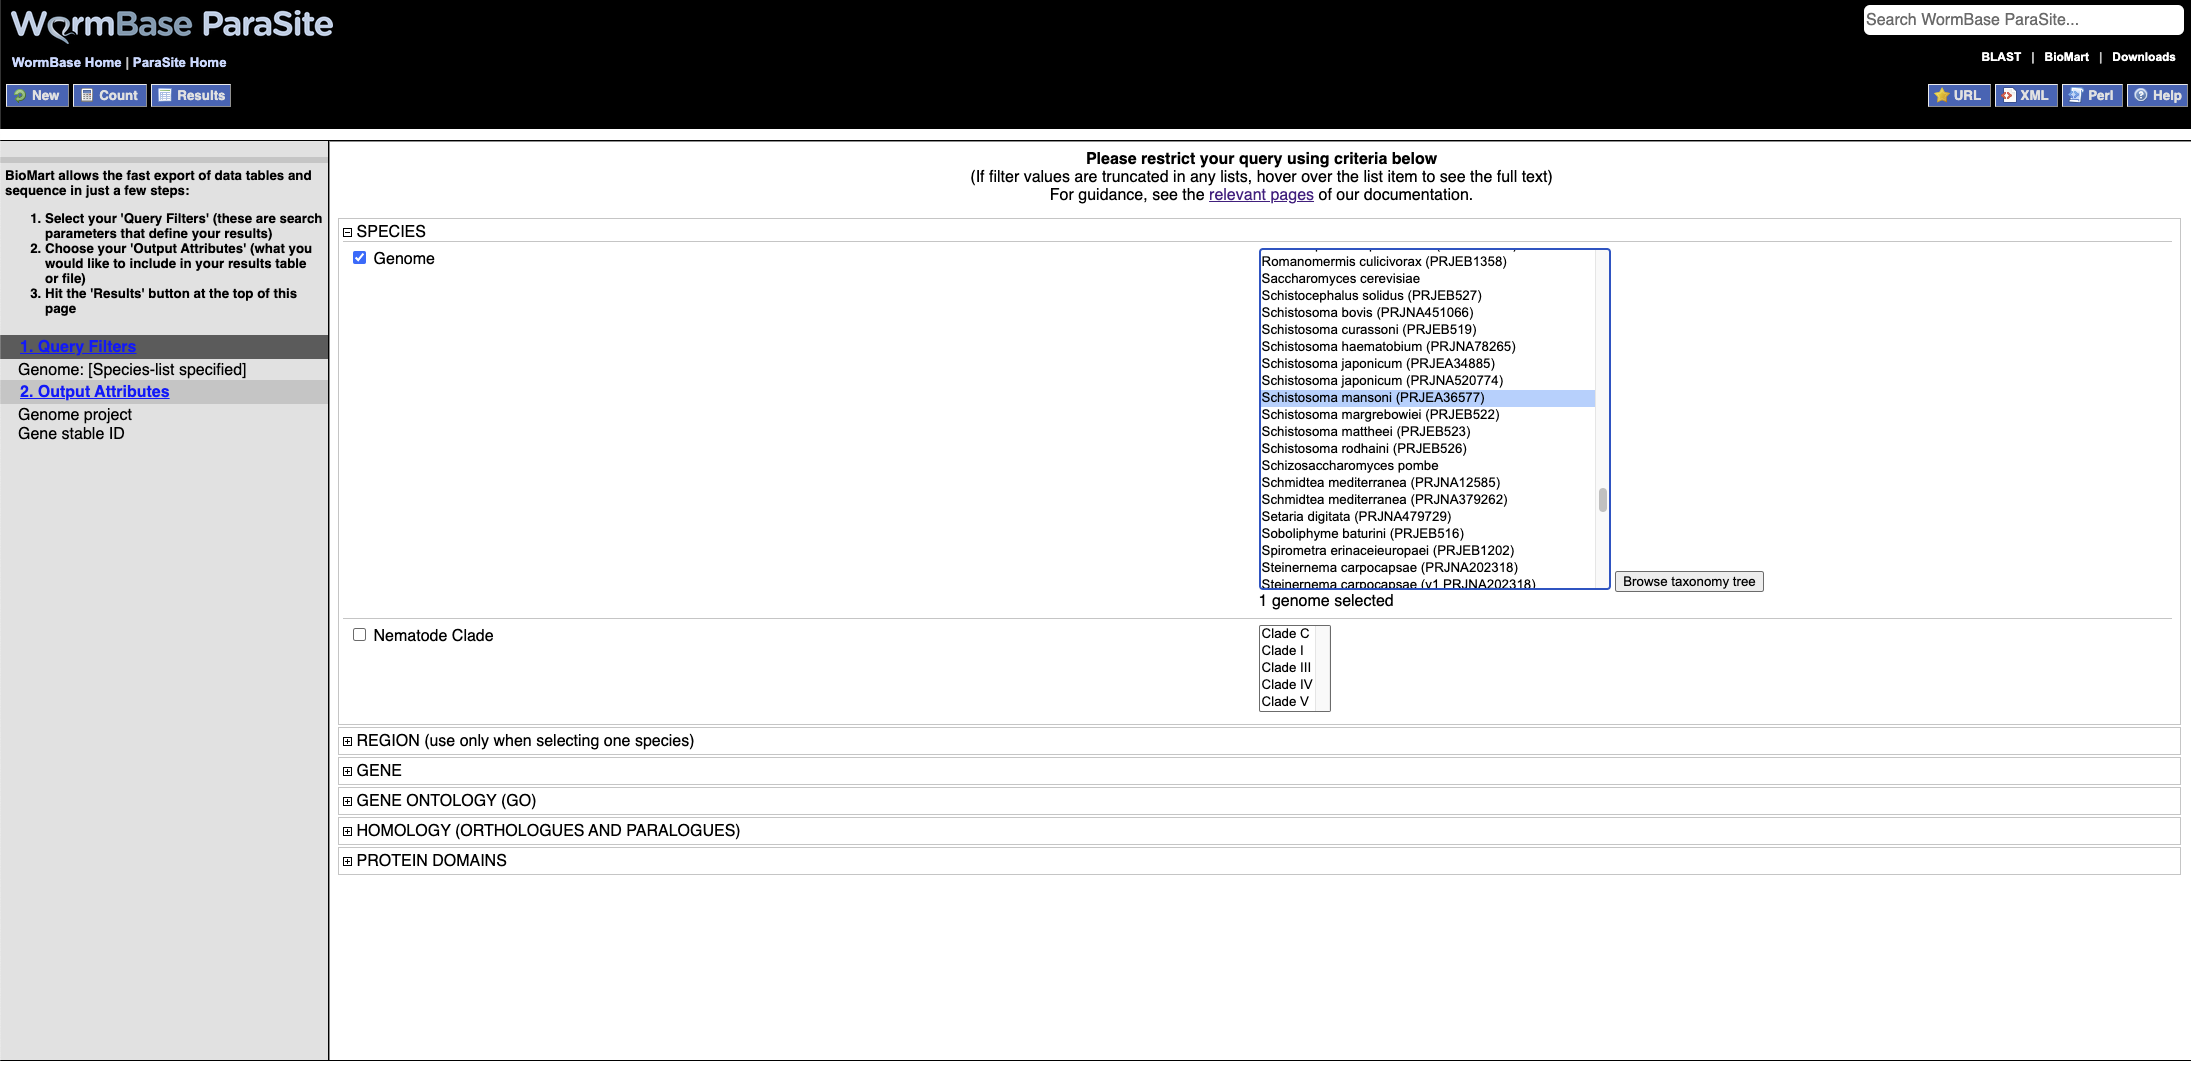 WormBase ParaSite
Search WormBase ParaSite...
WormBase Home | ParaSite Home
BLAST | BioMart | Downloads
New Count Results
URL XML Perl Help
BioMart allows the fast export of data tables and
sequence in just a few steps:
1. Select your 'Query Filters' (these are search
parameters that define your results)
2. Choose your 'Output Attributes' (what you
would like to include in your results table
or file)
3. Hit the 'Results' button at the top of this
page
1. Query Filters
Genome: [Species-list specified]
2. Output Attributes
Genome project
Gene stable ID
Please restrict your query using criteria below
(If filter values are truncated in any lists, hover over the list item to see the full text)
For guidance, see the relevant pages of our documentation.
SPECIES
Genome
Romanomermis culicivorax (PRJEB1358)
Saccharomyces cerevisiae
Schistocephalus solidus (PRJEB527)
Schistosoma bovis (PRJNA451066)
Schistosoma curassoni (PRJEB519)
Schistosoma haematobium (PRJNA78265)
Schistosoma japonicum (PRJEA34885)
Schistosoma japonicum (PRJNA520774)
Schistosoma mansoni (PRJEA36577)
Schistosoma margrebowiei (PRJEB522)
Schistosoma mattheei (PRJEB523)
Schistosoma rodhaini (PRJEB526)
Schizosaccharomyces pombe
Schmidtea mediterranea (PRJNA12585)
Schmidtea mediterranea (PRJNA379262)
Setaria digitata (PRJNA479729)
Soboliphyme baturini (PRJEB516)
Spirometra erinaceieuropaei (PRJEB1202)
Steinernema carpocapsae (PRJNA202318)
Steinernema carpocapsae (v1 PRJNA202318)
Browse taxonomy tree
1 genome selected
Nematode Clade
Clade C
Clade I
Clade III
Clade IV
Clade V
REGION (use only when selecting one species)
GENE
GENE ONTOLOGY (GO)
HOMOLOGY (ORTHOLOGUES AND PARALOGUES)
PROTEIN DOMAINS